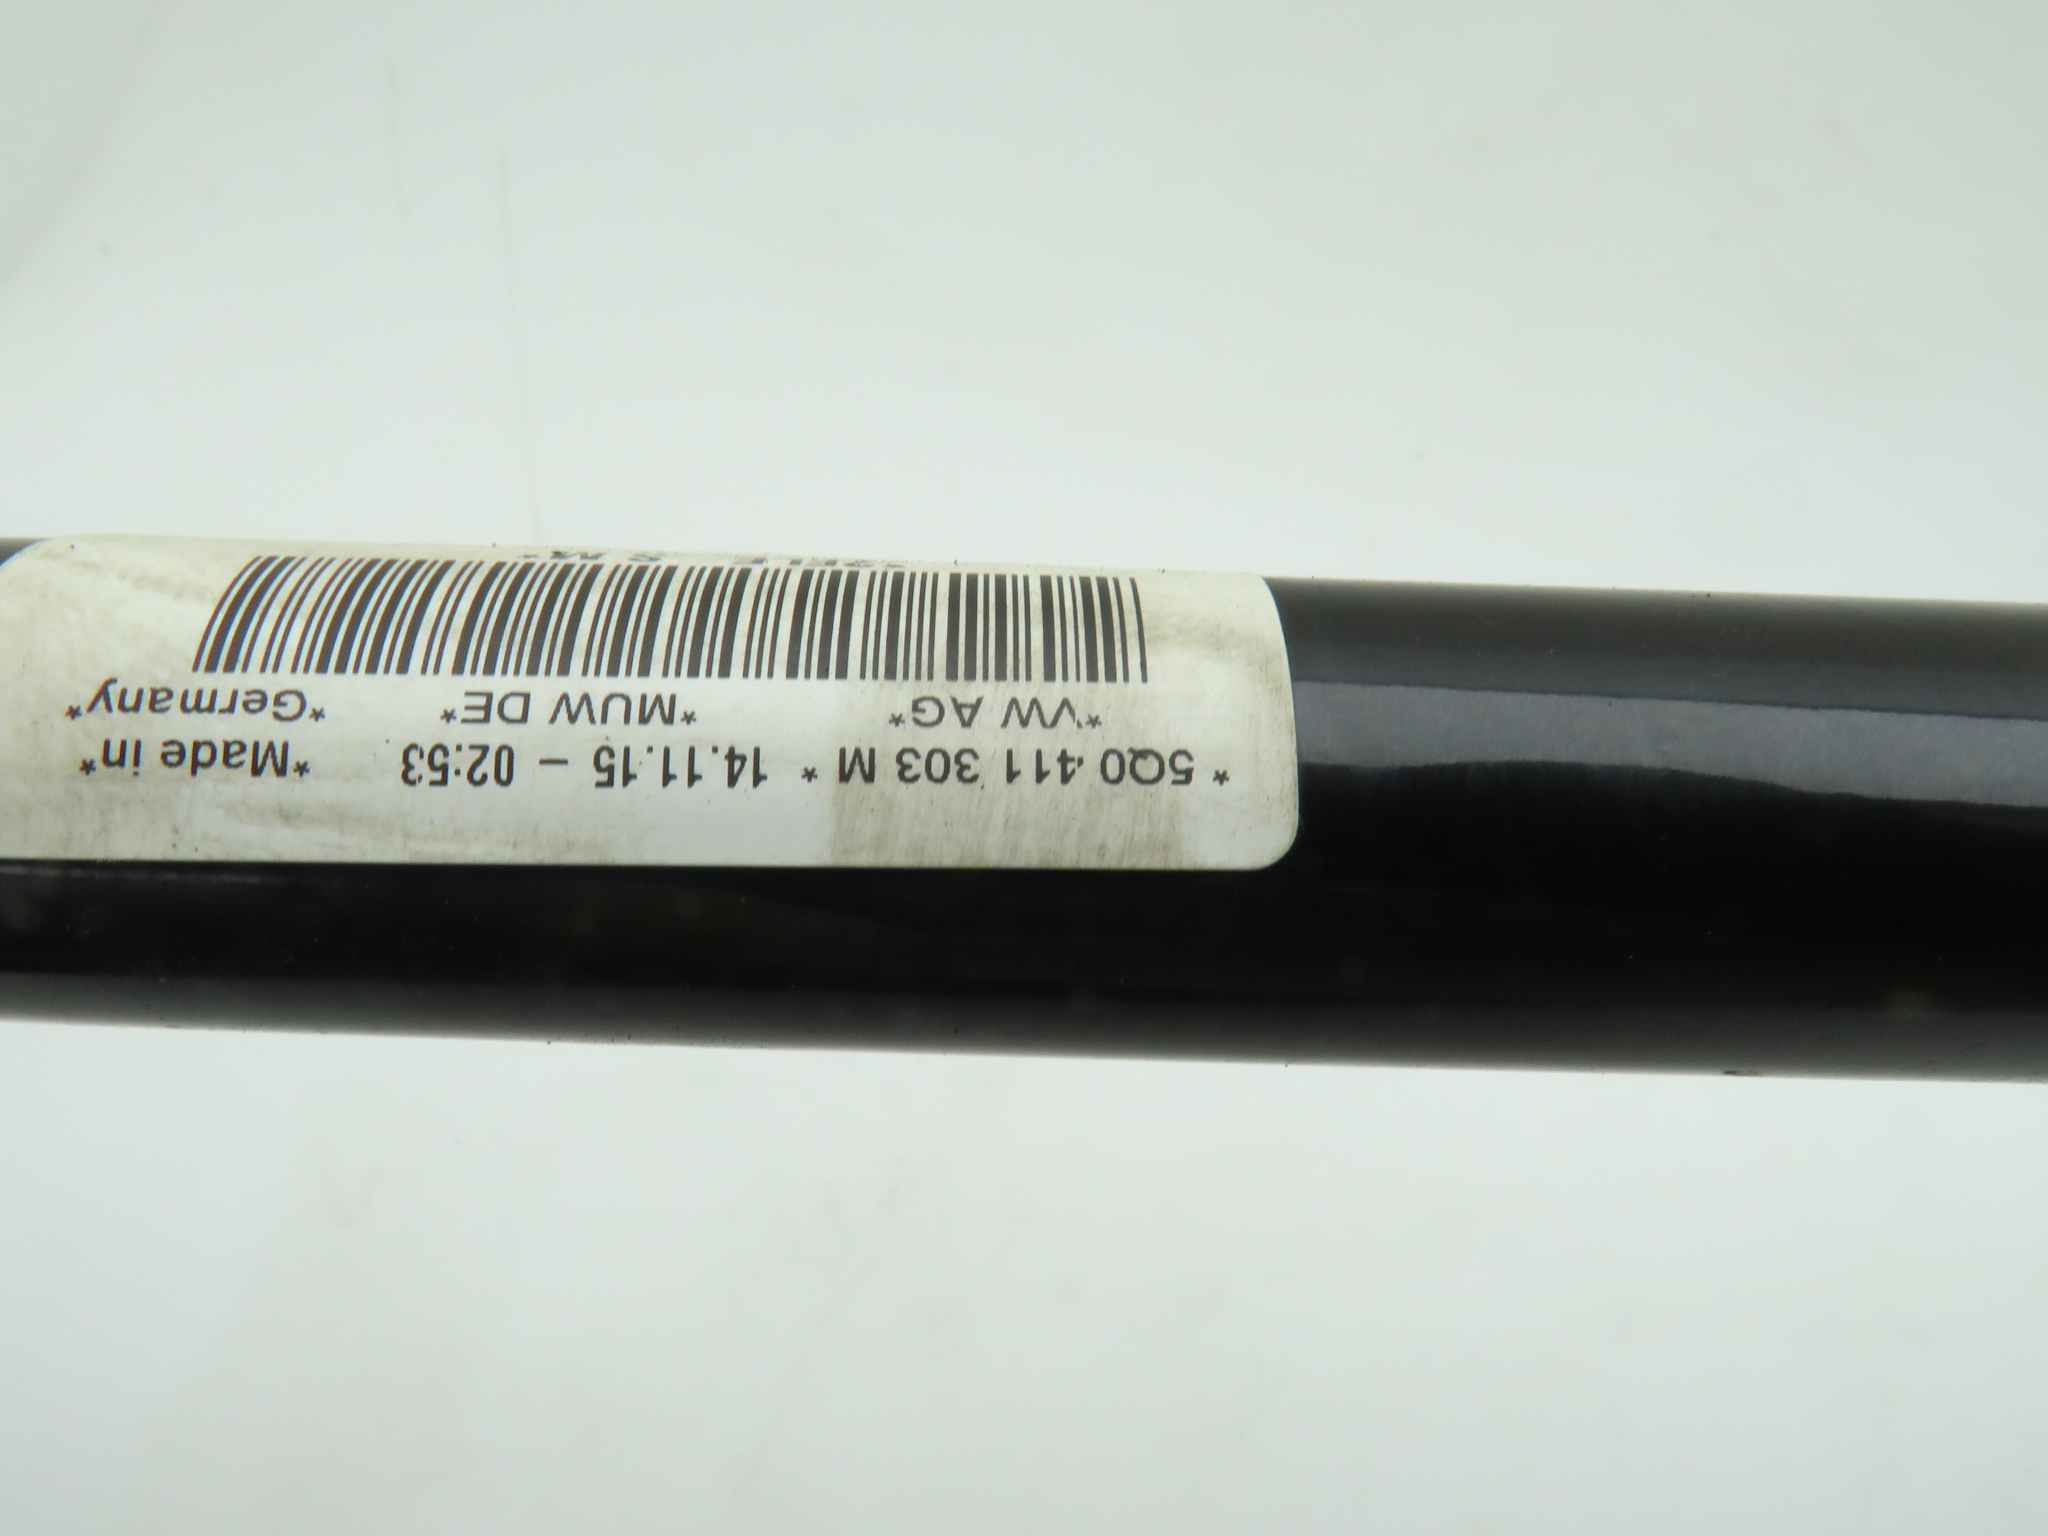 * 5Q0 411 303 M * 14.11.15 – 02:53 *Made in*
*VW AG* *MUW DE* *Germany*